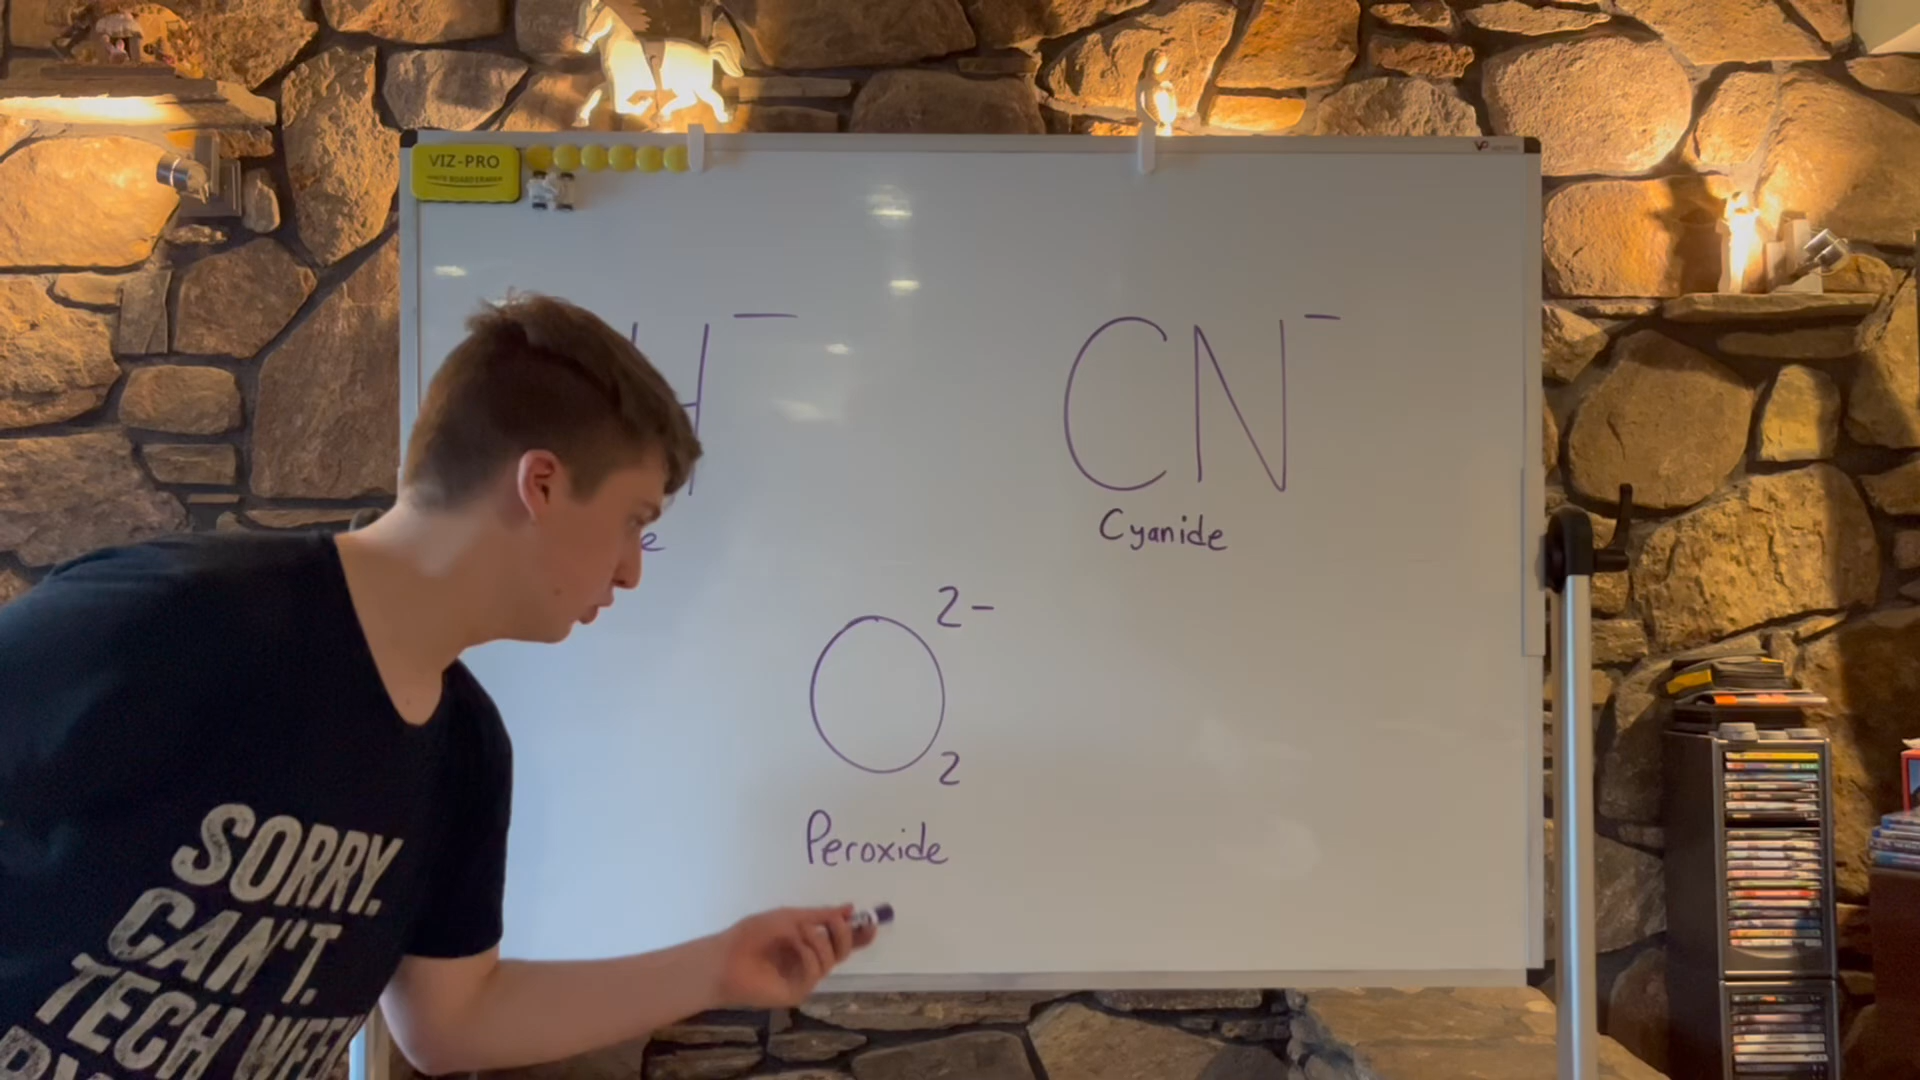 VIZ-PRO
H⁻
CN⁻
Cyanide
O₂²⁻
Peroxide
SORRY.
CAN'T.
TECH WEEK